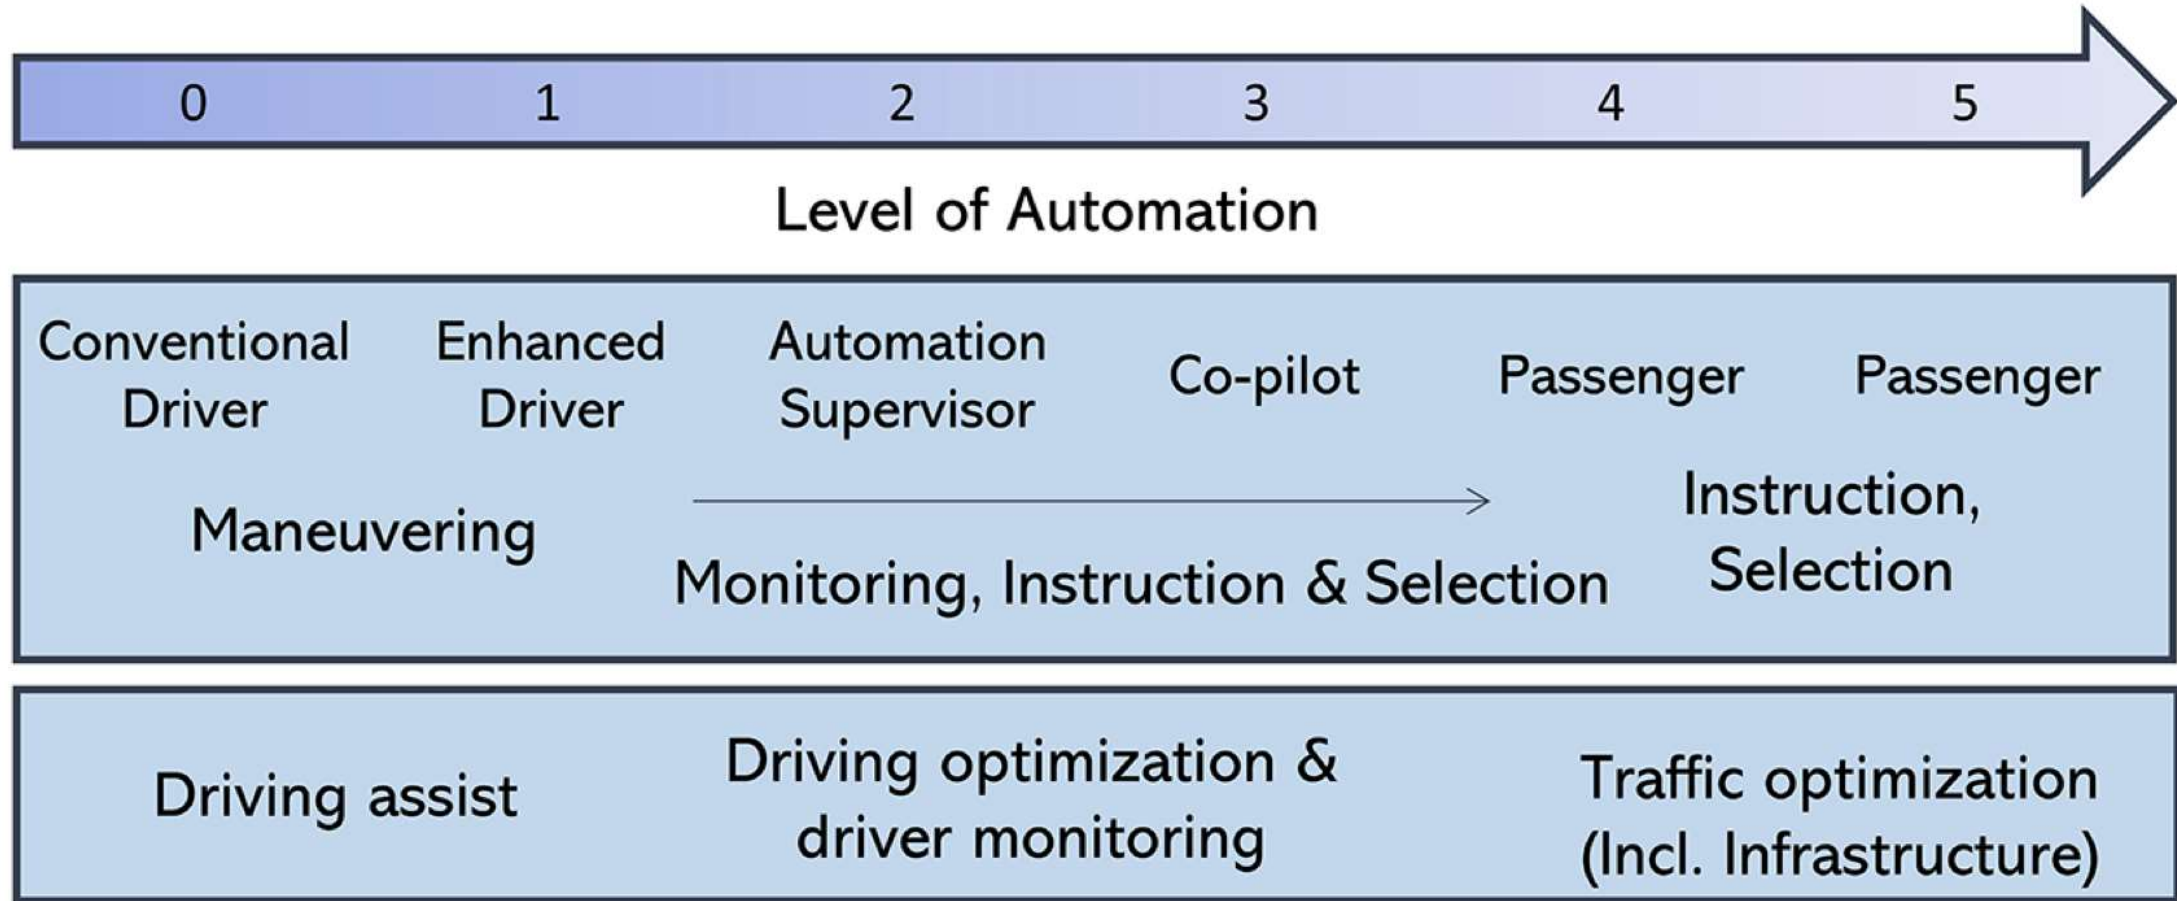 0 1 2 3 4 5
Level of Automation
Conventional
Driver
Enhanced
Driver
Automation
Supervisor
Co-pilot
Passenger
Passenger
Maneuvering
Monitoring, Instruction & Selection
Instruction,
Selection
Driving assist
Driving optimization &
driver monitoring
Traffic optimization
(Incl. Infrastructure)